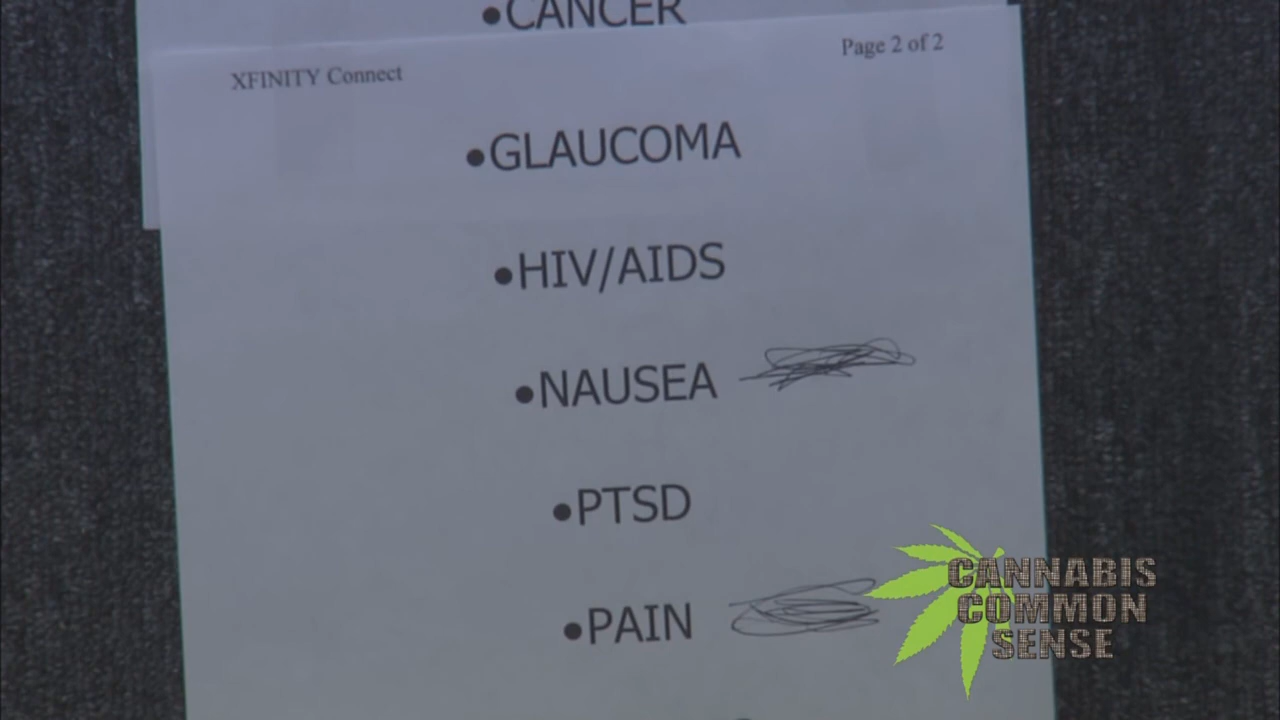 •CANCER
XFINITY Connect
Page 2 of 2
•GLAUCOMA
•HIV/AIDS
•NAUSEA
•PTSD
•PAIN
CANNABIS
COMMON
SENSE